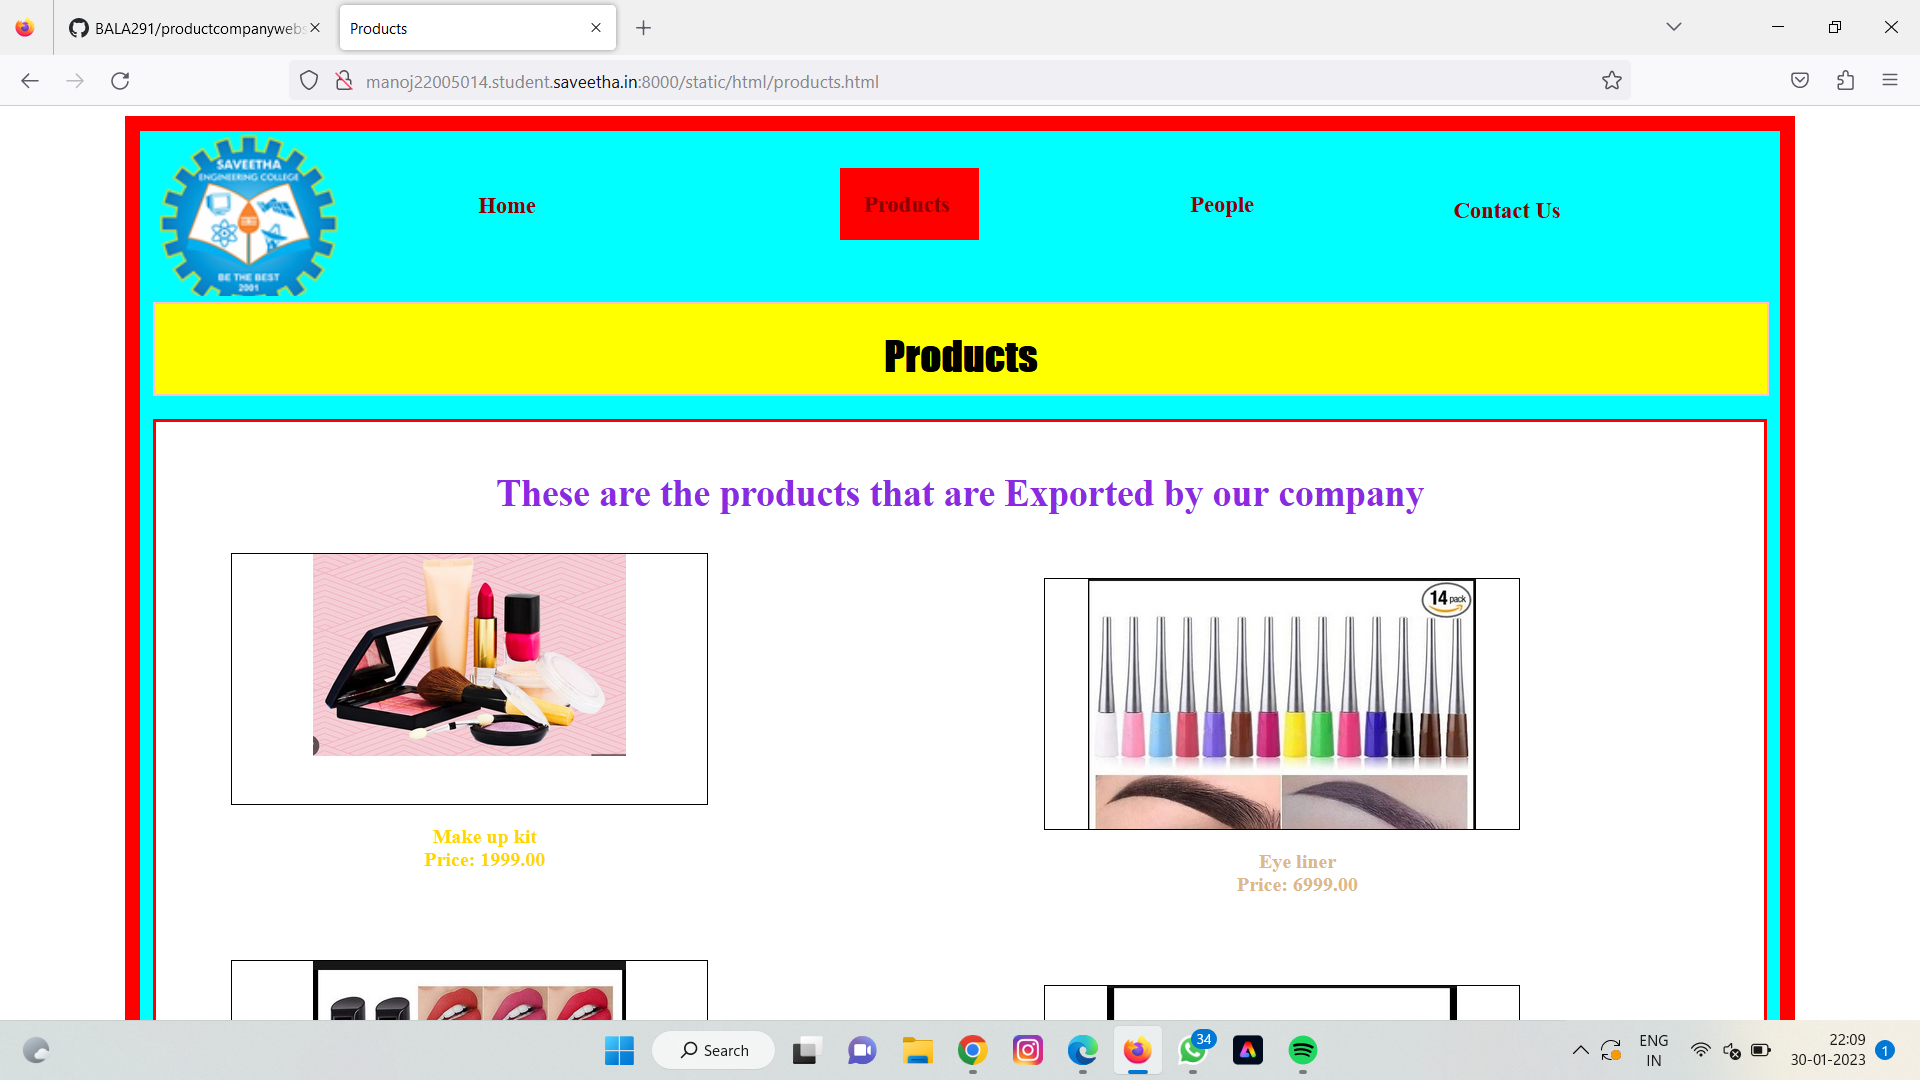 BALA291/productcompanywebs
Products
manoj22005014.student.saveetha.in:8000/static/html/products.html
SAVEETHA
ENGINEERING COLLEGE
BE THE BEST
2001
Home
Products
People
Contact Us
Products
These are the products that are Exported by our company
14 pack
Make up kit
Price: 1999.00
Eye liner
Price: 6999.00
Search
34
ENG
IN
22:09
30-01-2023
1